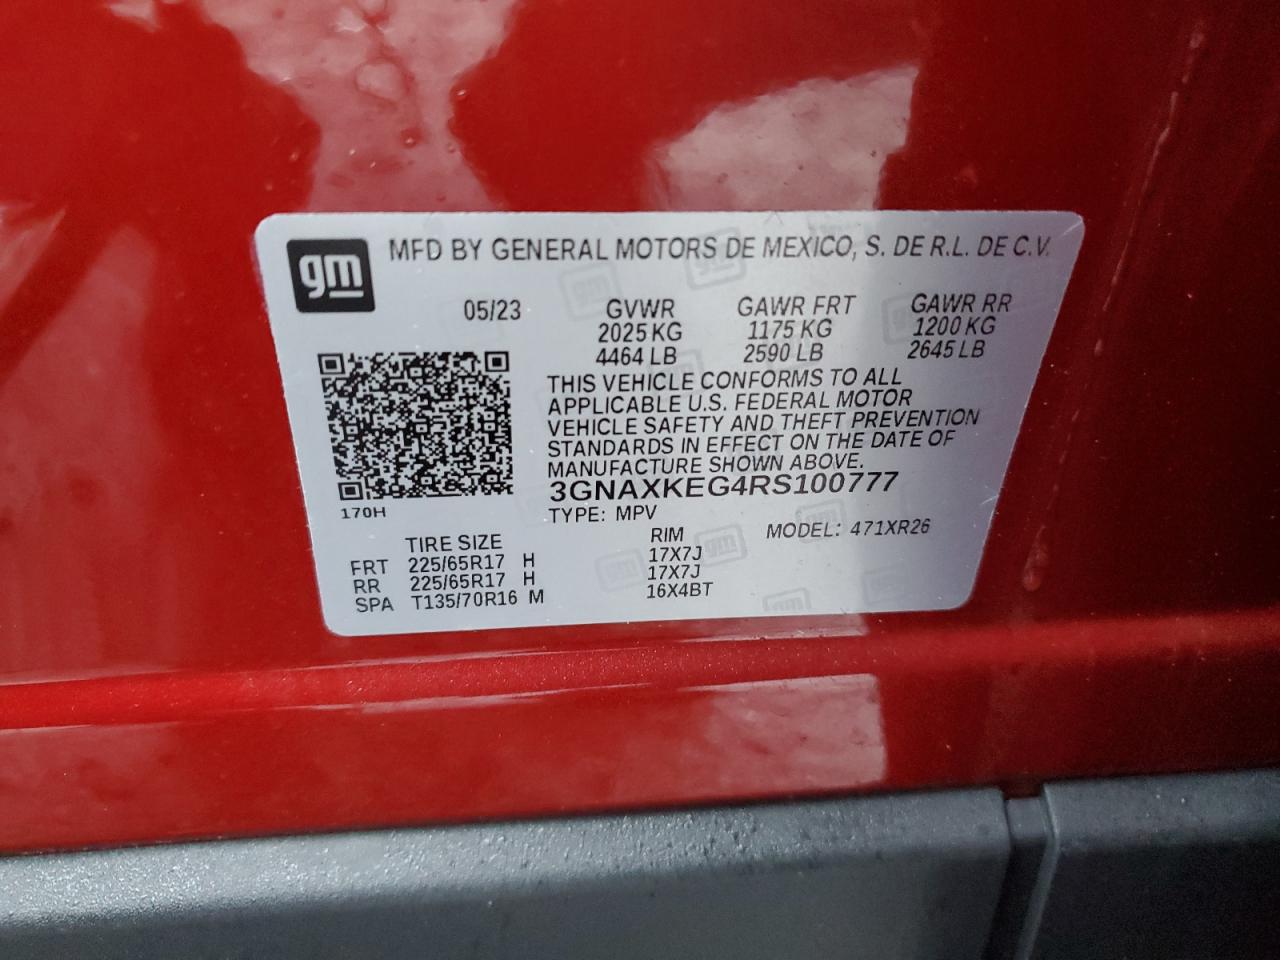 gm
MFD BY GENERAL MOTORS DE MEXICO, S. DE R.L. DE C.V.
05/23 GVWR GAWR FRT GAWR RR
2025 KG 1175 KG 1200 KG
4464 LB 2590 LB 2645 LB
THIS VEHICLE CONFORMS TO ALL
APPLICABLE U.S. FEDERAL MOTOR
VEHICLE SAFETY AND THEFT PREVENTION
STANDARDS IN EFFECT ON THE DATE OF
MANUFACTURE SHOWN ABOVE.
3GNAXKEG4RS100777
170H
TYPE: MPV MODEL: 471XR26
TIRE SIZE RIM
FRT 225/65R17 H 17X7J
RR 225/65R17 H 17X7J
SPA T135/70R16 M 16X4BT